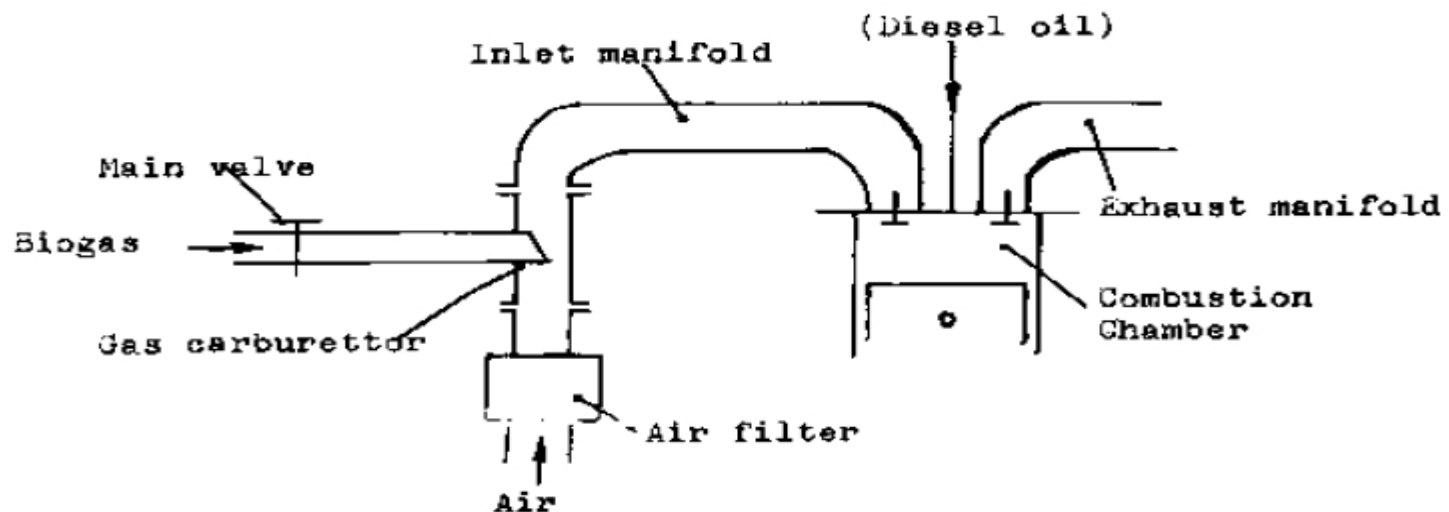 (Diesel oil)
Inlet manifold
Main valve
Exhaust manifold
Biogas
Combustion
Chamber
Gas carburettor
Air filter
Air